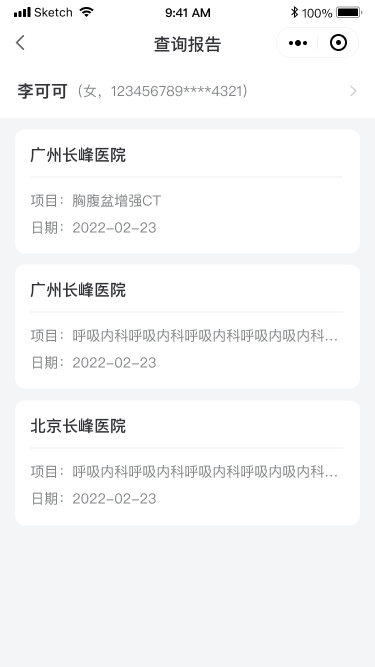 Sketch 9:41 AM 100%
查询报告
李可可（女，123456789****4321）
广州长峰医院
项目：胸腹盆增强CT
日期：2022-02-23
广州长峰医院
项目：呼吸内科呼吸内科呼吸内科呼吸内吸内科...
日期：2022-02-23
北京长峰医院
项目：呼吸内科呼吸内科呼吸内科呼吸内吸内科...
日期：2022-02-23